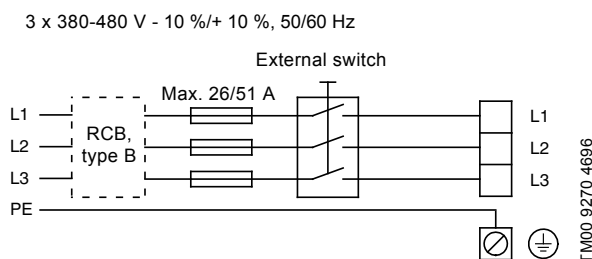 3 x 380-480 V - 10 %/+ 10 %, 50/60 Hz
External switch
Max. 26/51 A
L1
L2
L3
PE
RCB,
type B
L1
L2
L3
TM00 9270 4696